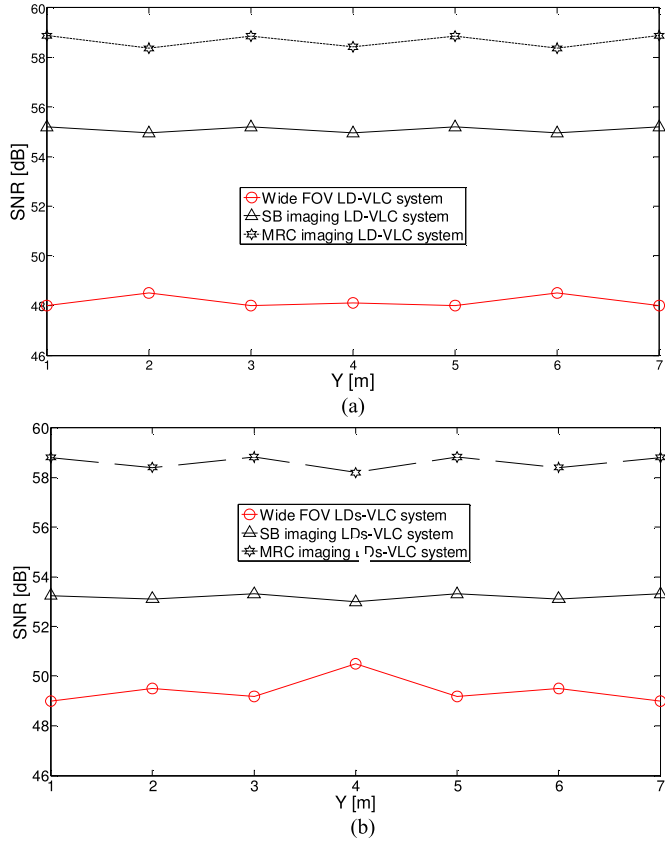 60
58
56
54
52
50
48
46
SNR [dB]
Wide FOV LD-VLC system
SB imaging LD-VLC system
MRC imaging LD-VLC system
1 2 3 4 5 6 7
Y [m]
(a)
60
58
56
54
52
50
48
46
SNR [dB]
Wide FOV LDs-VLC system
SB imaging LDs-VLC system
MRC imaging LDs-VLC system
1 2 3 4 5 6 7
Y [m]
(b)